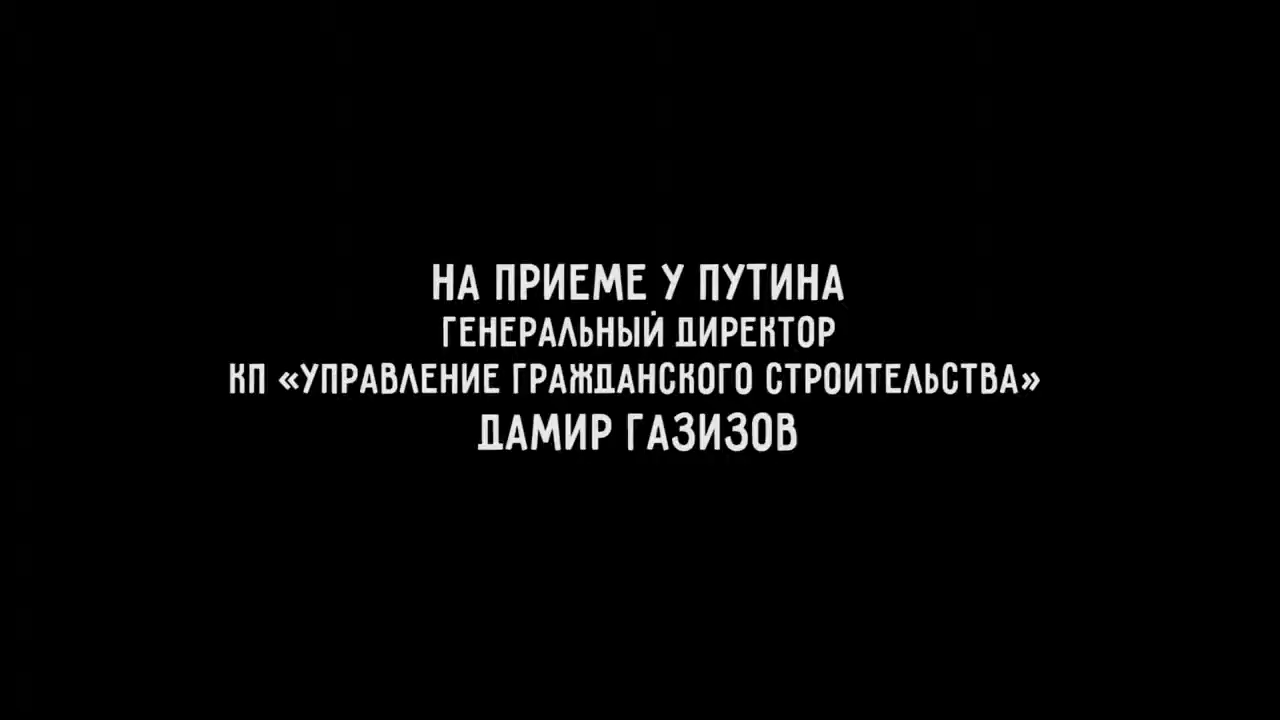 НА ПРИЕМЕ У ПУТИНА
ГЕНЕРАЛЬНЫЙ ДИРЕКТОР
КП «УПРАВЛЕНИЕ ГРАЖДАНСКОГО СТРОИТЕЛЬСТВА»
ДАМИР ГАЗИЗОВ